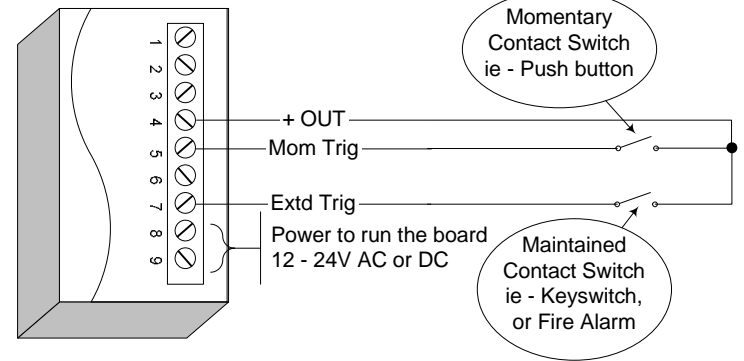 Momentary
Contact Switch
ie - Push button
1
2
3
4
5
6
7
8
9
+ OUT
Mom Trig
Extd Trig
Power to run the board
12 - 24V AC or DC
Maintained
Contact Switch
ie - Keyswitch,
or Fire Alarm